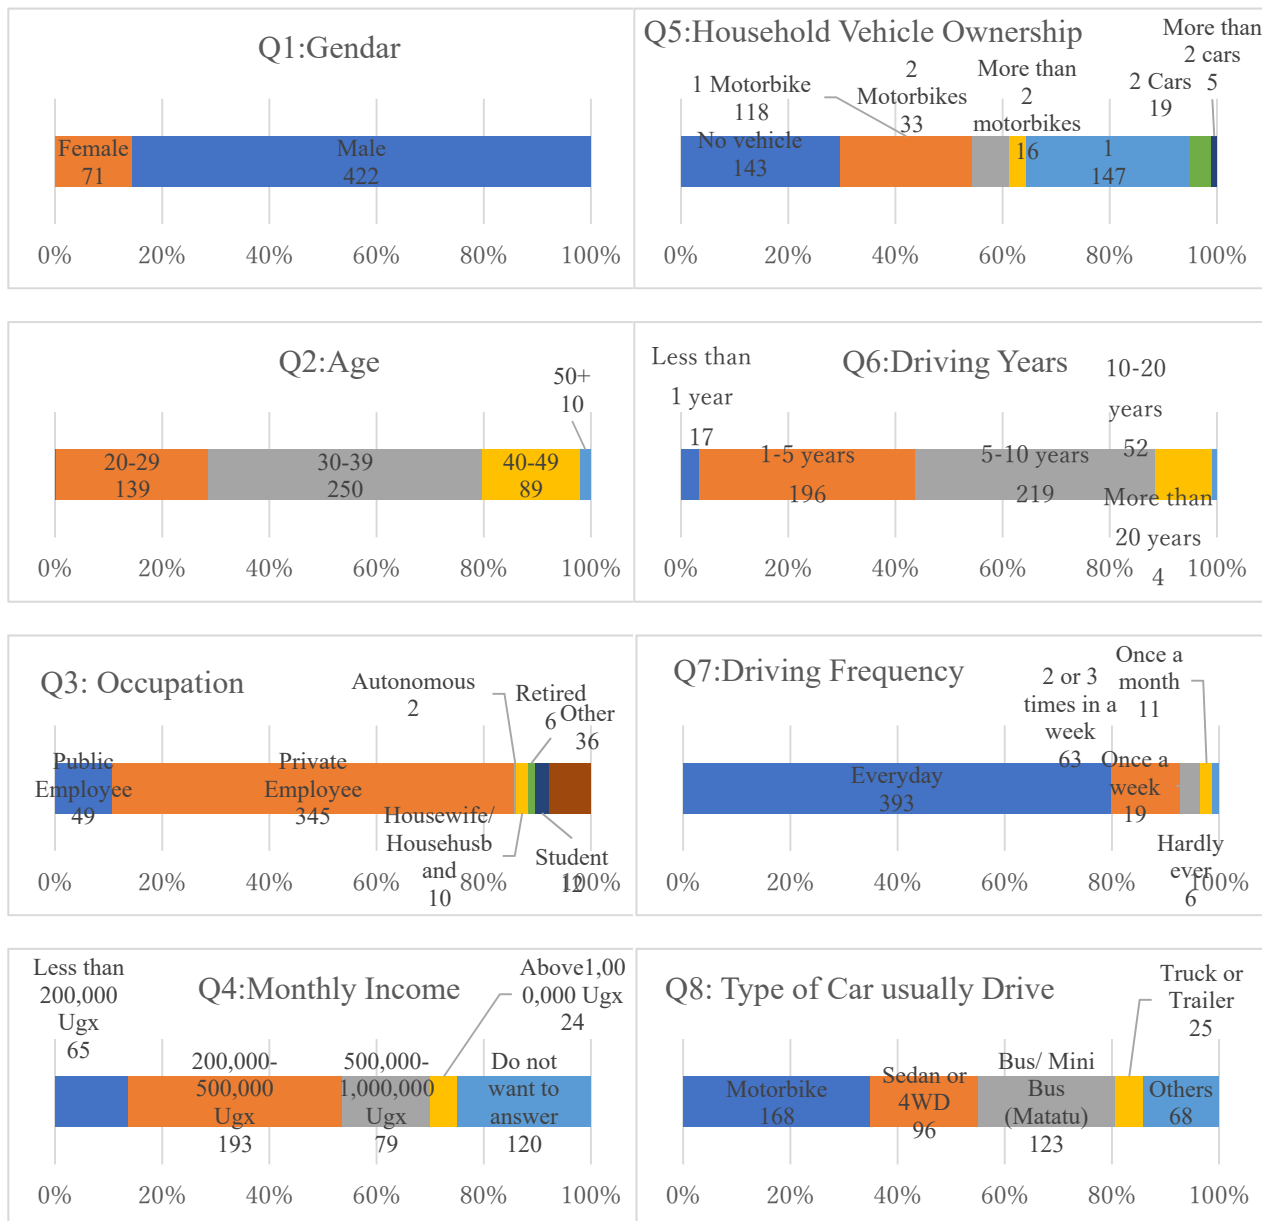 Q1:Gendar
Female
71
Male
422
0%
20%
40%
60%
80%
100%
Q5:Household Vehicle Ownership
1 Motorbike
118
2
Motorbikes
33
More than
2
motorbikes
16
2 Cars
19
More than
2 cars
5
No vehicle
143
1
147
0%
20%
40%
60%
80%
100%
Q2:Age
50+
10
20-29
139
30-39
250
40-49
89
0%
20%
40%
60%
80%
100%
Q6:Driving Years
Less than
1 year
17
1-5 years
196
5-10 years
219
10-20
years
52
More than
20 years
4
0%
20%
40%
60%
80%
100%
Q3: Occupation
Autonomous
2
Retired
6
Other
36
Public
Employee
49
Private
Employee
345
Housewife/
Househusb
and
10
Student
12
0%
20%
40%
60%
80%
100%
Q7:Driving Frequency
2 or 3
times in a
week
63
Once a
month
11
Everyday
393
Once a
week
19
Hardly
ever
6
0%
20%
40%
60%
80%
100%
Q4:Monthly Income
Less than
200,000
Ugx
65
Above1,00
0,000 Ugx
24
200,000-
500,000
Ugx
193
500,000-
1,000,000
Ugx
79
Do not
want to
answer
120
0%
20%
40%
60%
80%
100%
Q8: Type of Car usually Drive
Truck or
Trailer
25
Motorbike
168
Sedan or
4WD
96
Bus/ Mini
Bus
(Matatu)
123
Others
68
0%
20%
40%
60%
80%
100%